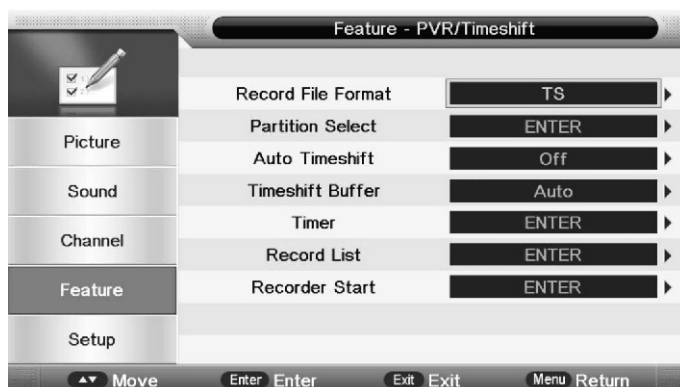 Feature - PVR/Timeshift
Record File Format TS
Partition Select ENTER
Auto Timeshift Off
Timeshift Buffer Auto
Timer ENTER
Record List ENTER
Recorder Start ENTER
Picture
Sound
Channel
Feature
Setup
Move Enter Enter Exit Exit Menu Return